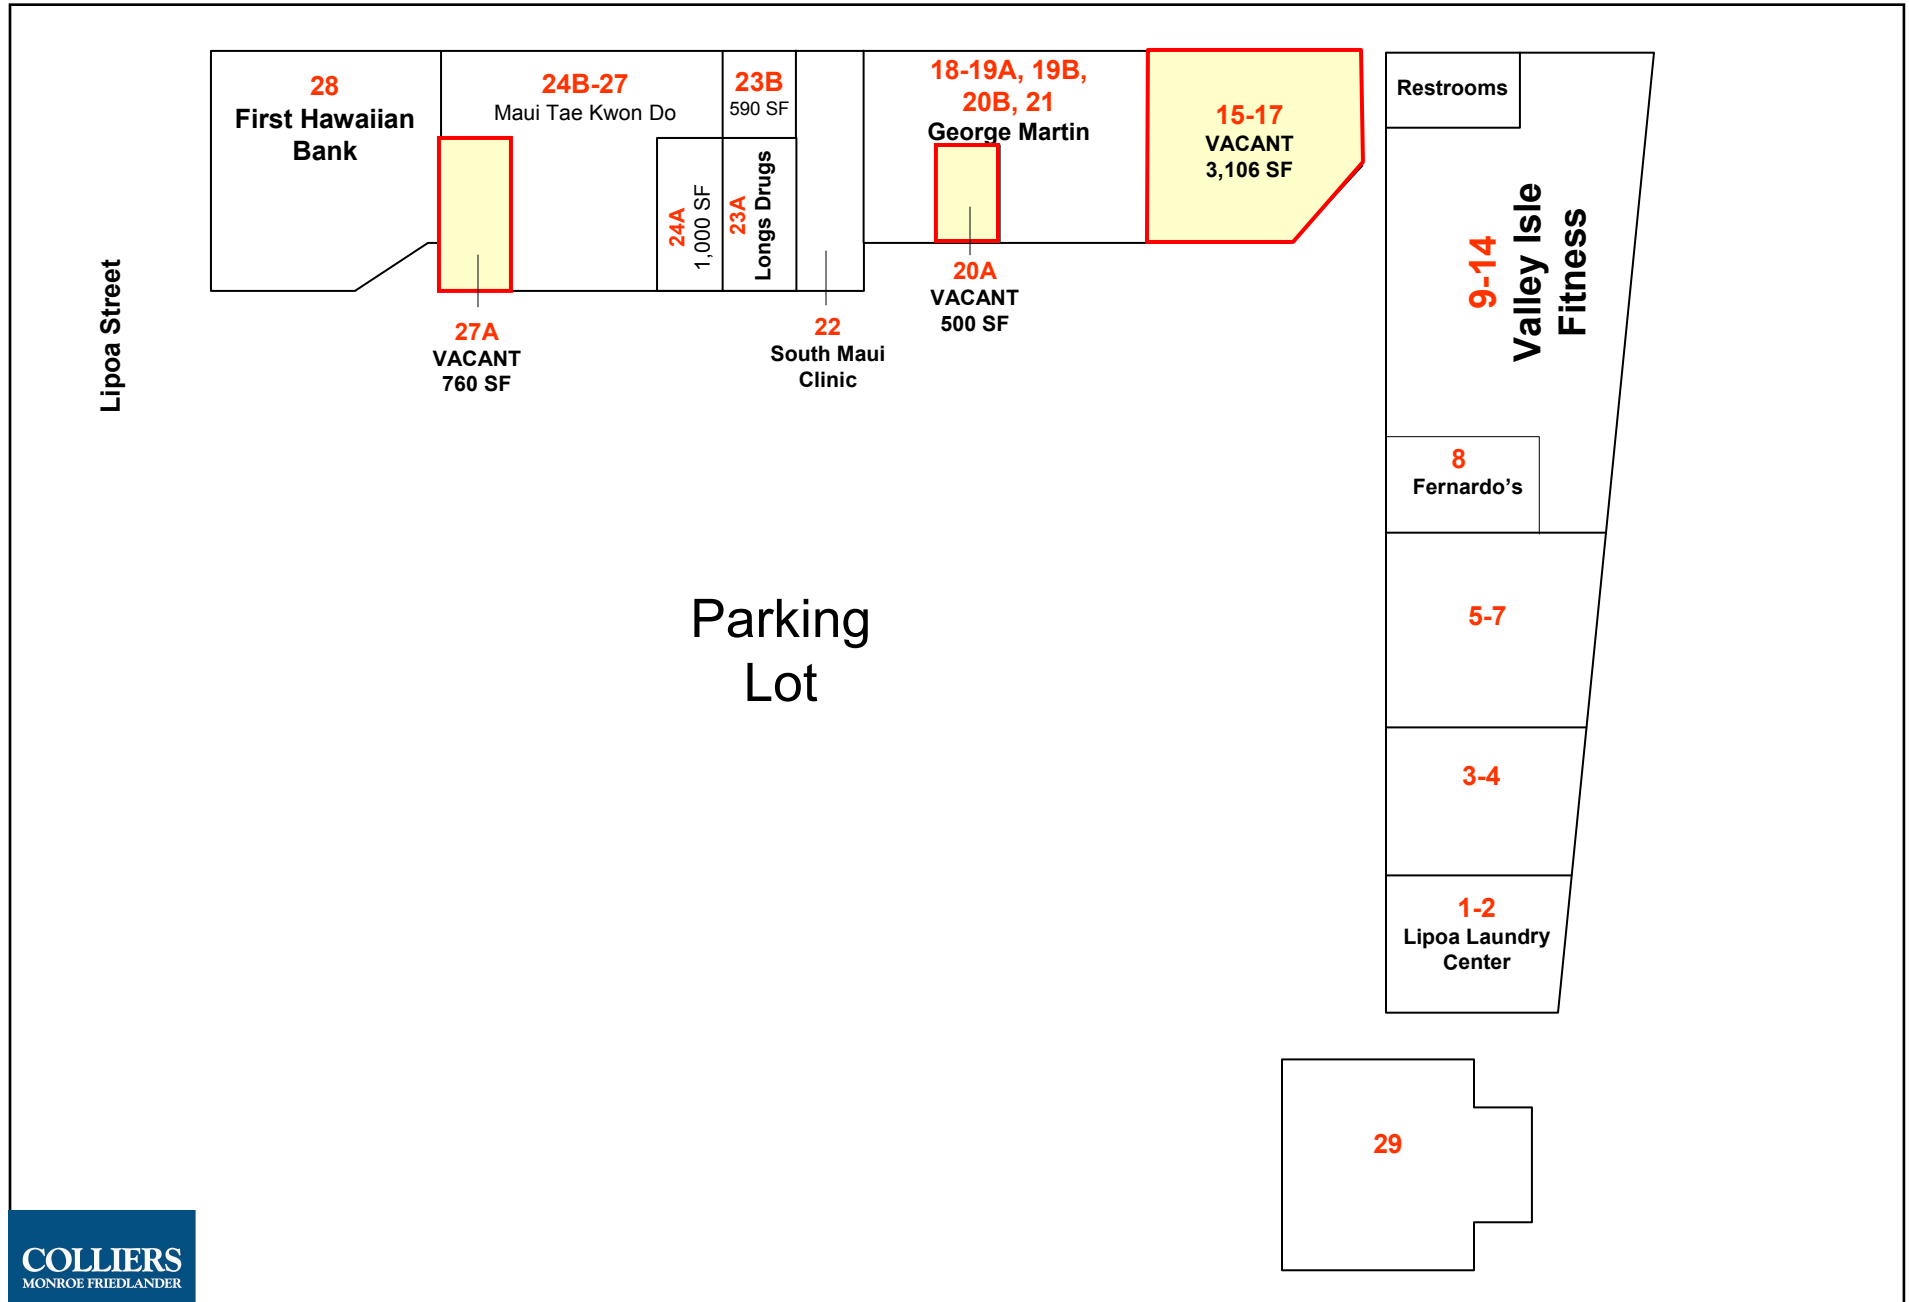 28
First Hawaiian
Bank
24B-27
Maui Tae Kwon Do
23B
590 SF
18-19A, 19B,
20B, 21
George Martin
15-17
VACANT
3,106 SF
Restrooms
24A
1,000 SF
23A
Longs Drugs
9-14
Valley Isle
Fitness
Lipoa Street
27A
VACANT
760 SF
22
South Maui
Clinic
20A
VACANT
500 SF
8
Fernardo's
Parking
Lot
5-7
3-4
1-2
Lipoa Laundry
Center
29
COLLIERS
MONROE FRIEDLANDER